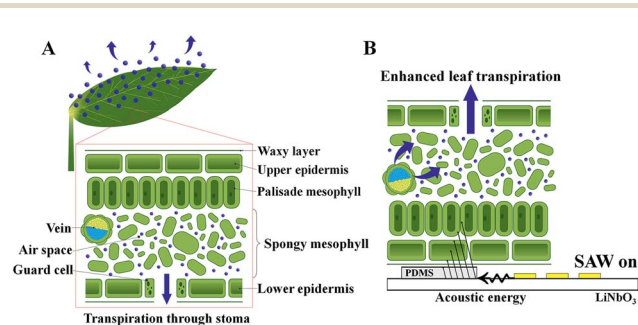 A
Waxy layer
Upper epidermis
Palisade mesophyll
Vein
Air space
Spongy mesophyll
Guard cell
Lower epidermis
Transpiration through stoma
B
Enhanced leaf transpiration
PDMS
SAW on
Acoustic energy
LiNbO₃